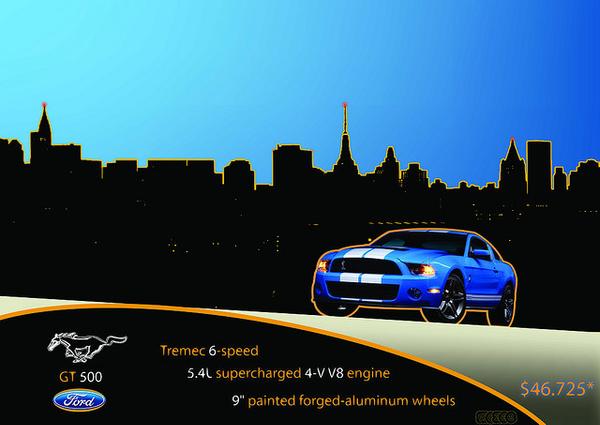 Tremec 6-speed
GT 500
5.4L supercharged 4-V V8 engine
Ford
9" painted forged-aluminum wheels
$46.725*